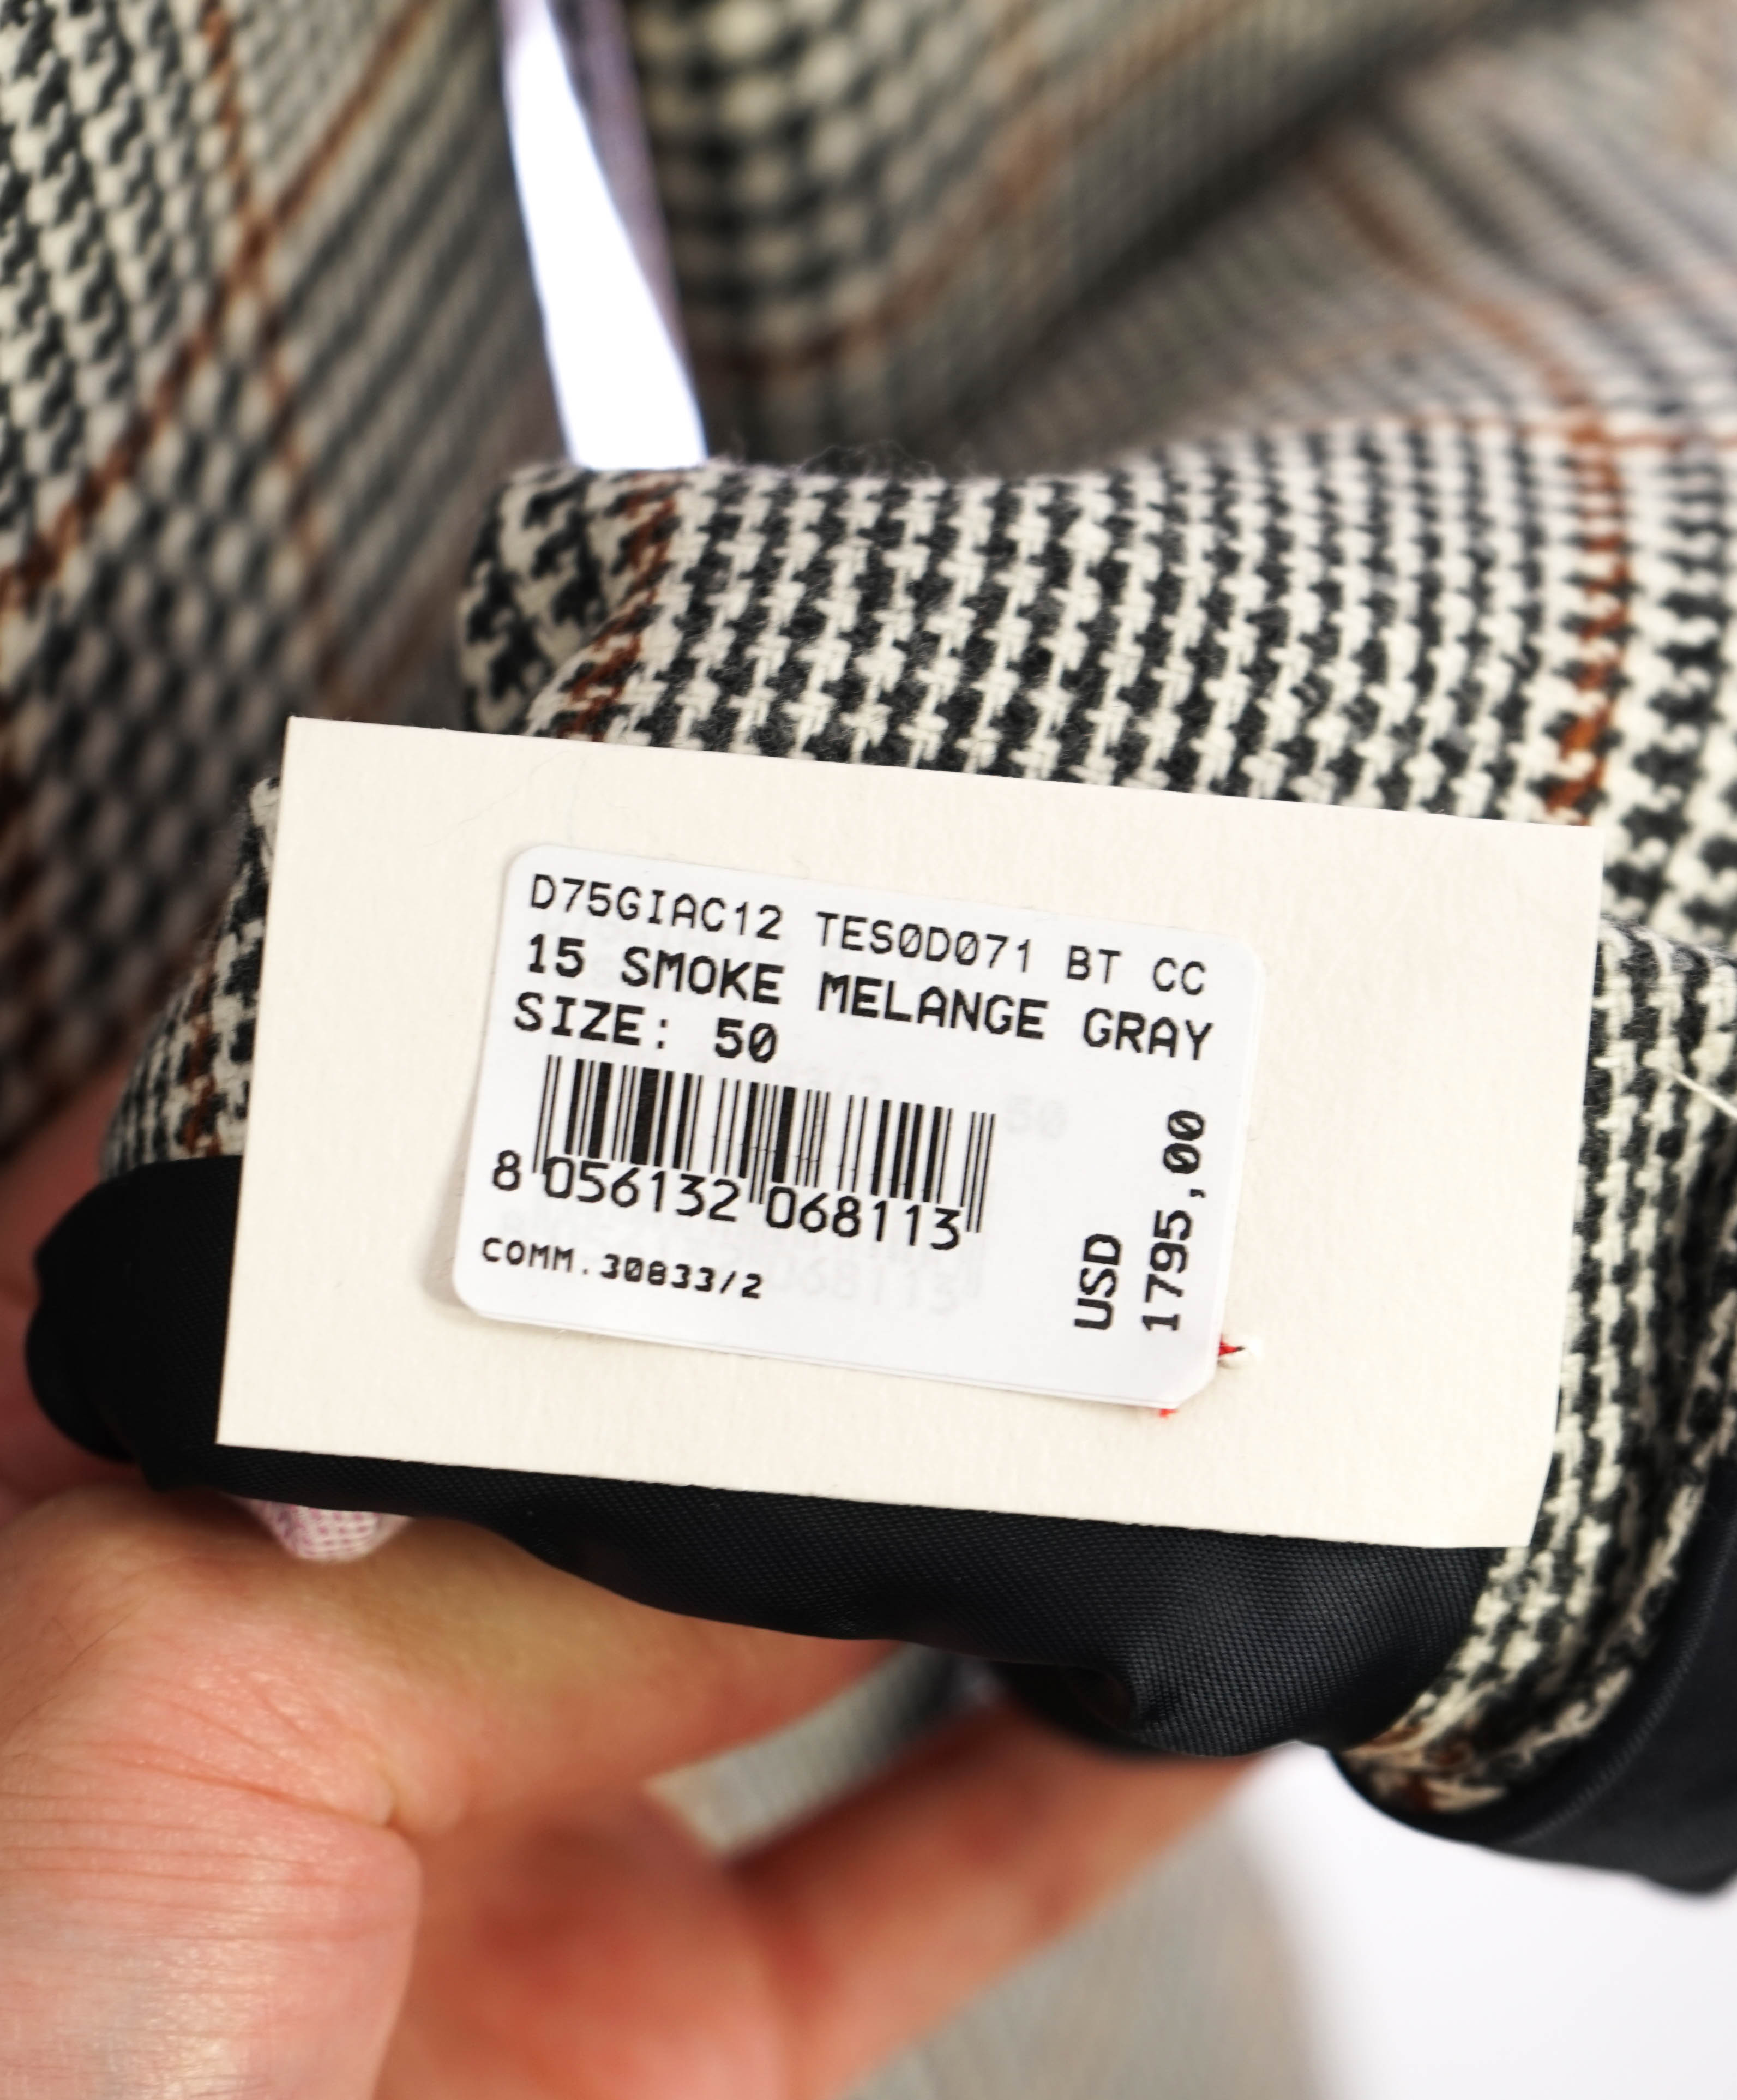 D75GIAC12 TES0D071 BT CC
15 SMOKE MELANGE GRAY
SIZE: 50
8 056132 068113
COMM.30833/2
USD
1795,00